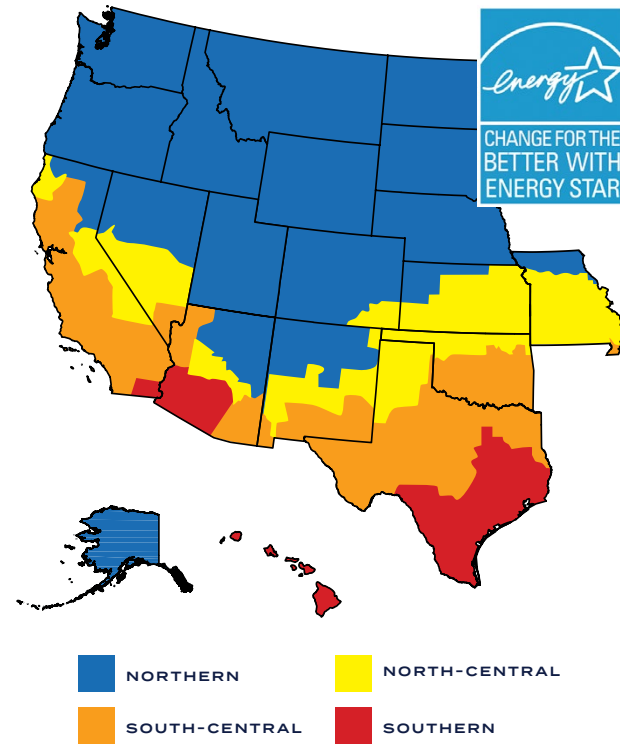 energy
CHANGE FOR THE
BETTER WITH
ENERGY STAR
NORTHERN
NORTH-CENTRAL
SOUTH-CENTRAL
SOUTHERN